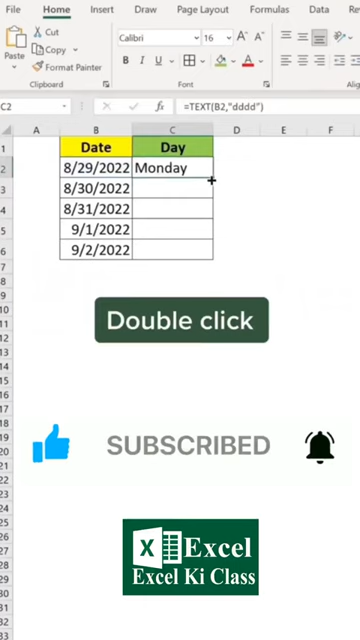 File Home Insert Draw Page Layout Formulas Data
Paste
Cut
Copy
Format Painter
Calibri 16 A A
B I U A
Clipboard Font
C2 fx =TEXT(B2,"dddd")
A B C D E F
1 Date Day
2 8/29/2022 Monday
3 8/30/2022
4 8/31/2022
5 9/1/2022
6 9/2/2022
7
8
9
10
11
12
13
14
15
16
17
18
19
20
21
22
23
24
25
26
27
28
29
30
31
32
33
Double click
SUBSCRIBED
X Excel
Excel Ki Class